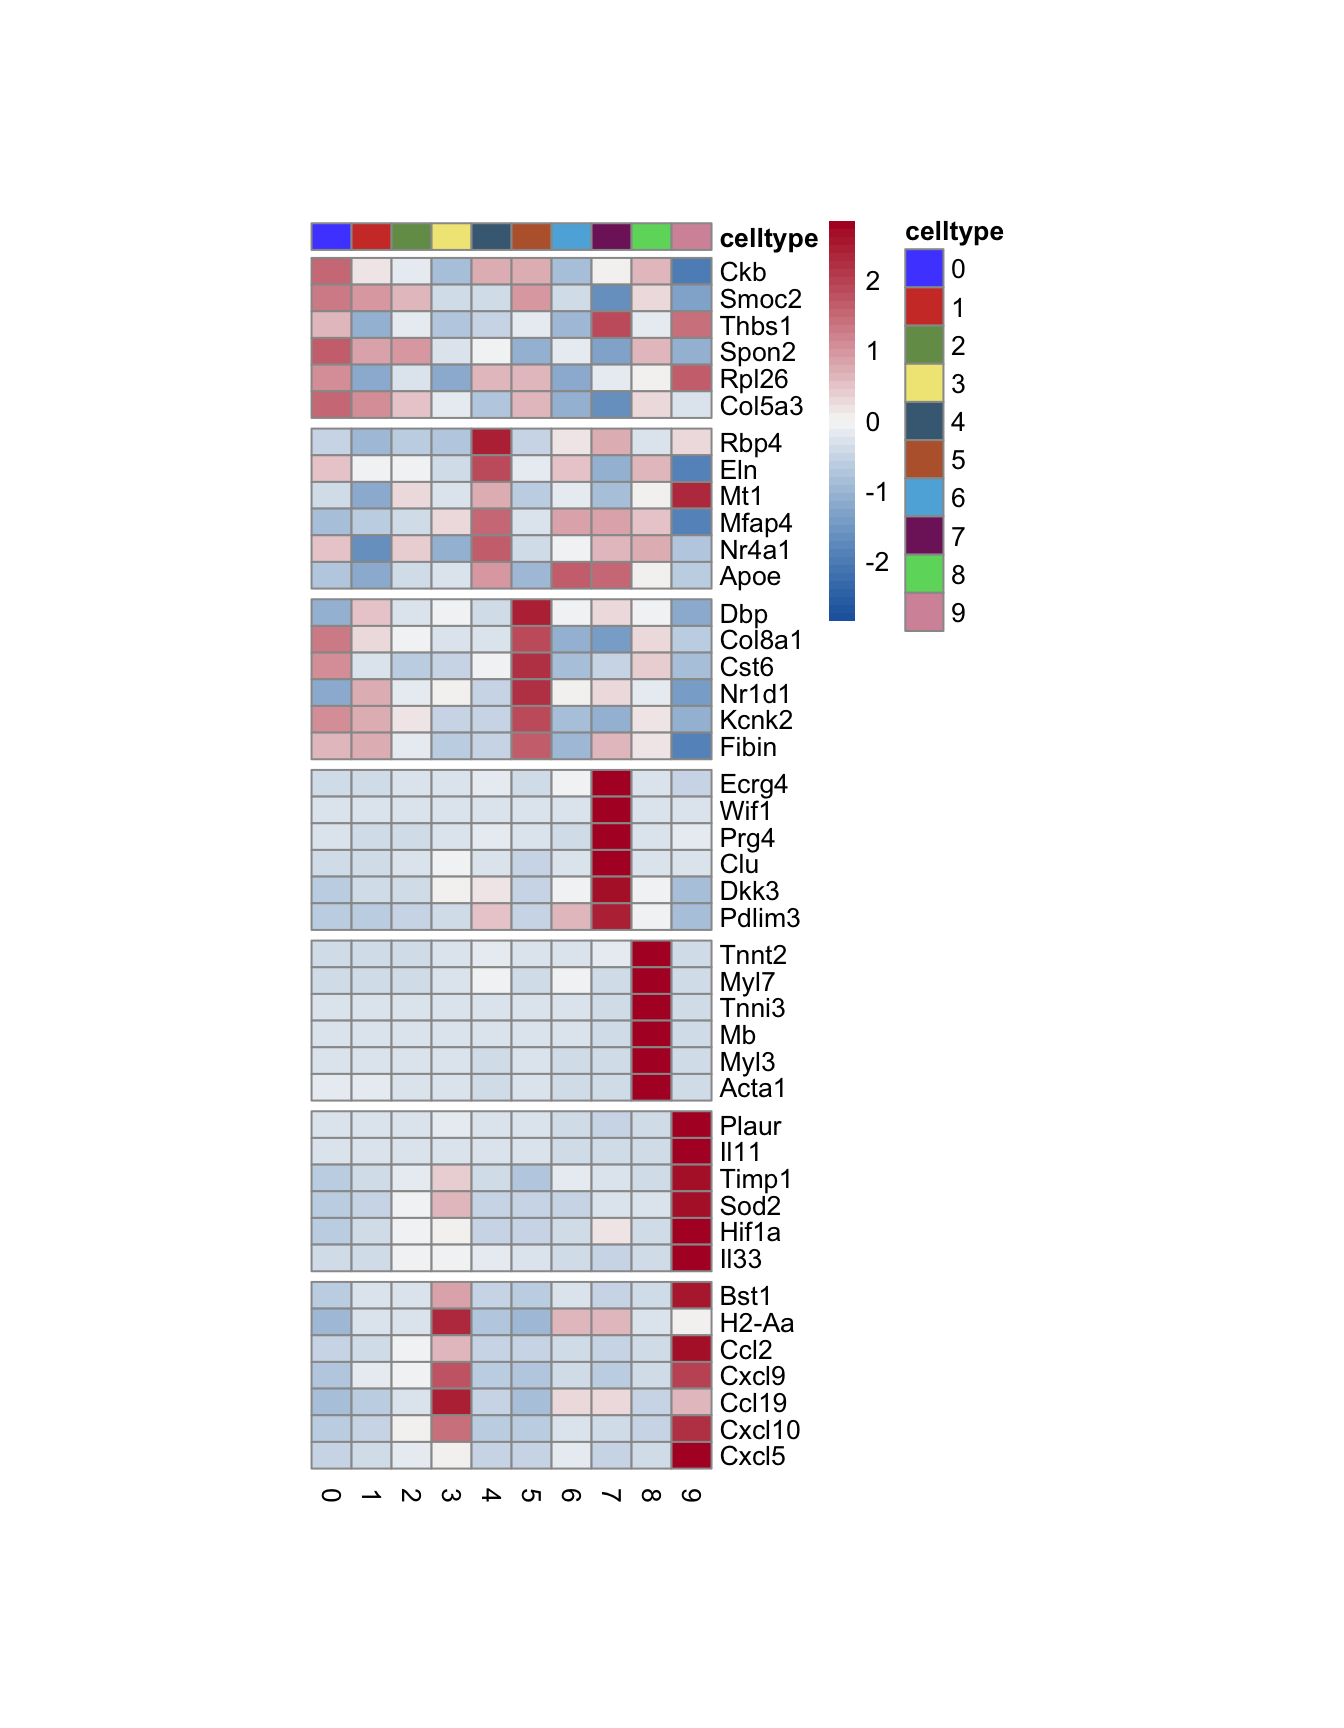 celltype
Ckb
Smoc2
Thbs1
Spon2
Rpl26
Col5a3
Rbp4
Eln
Mt1
Mfap4
Nr4a1
Apoe
Dbp
Col8a1
Cst6
Nr1d1
Kcnk2
Fibin
Ecrg4
Wif1
Prg4
Clu
Dkk3
Pdlim3
Tnnt2
Myl7
Tnni3
Mb
Myl3
Acta1
Plaur
Il11
Timp1
Sod2
Hif1a
Il33
Bst1
H2-Aa
Ccl2
Cxcl9
Ccl19
Cxcl10
Cxcl5
0 1 2 3 4 5 6 7 8 9
2
1
0
-1
-2
celltype
0
1
2
3
4
5
6
7
8
9